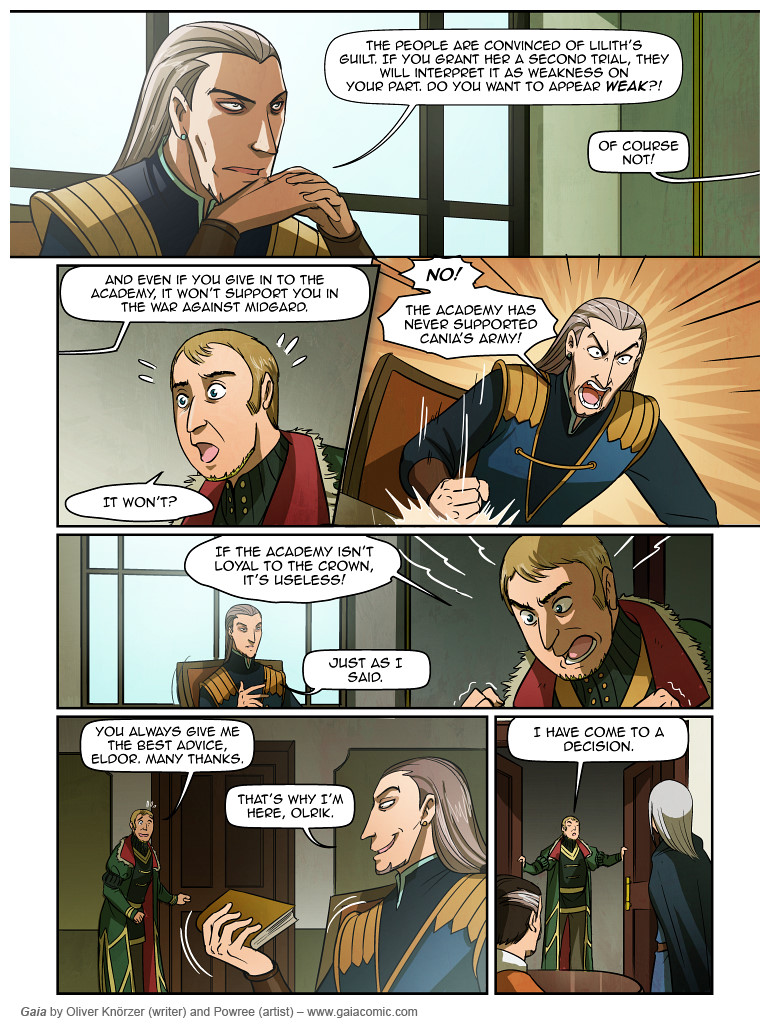 THE PEOPLE ARE CONVINCED OF LILITH'S
GUILT. IF YOU GRANT HER A SECOND TRIAL, THEY
WILL INTERPRET IT AS WEAKNESS ON
YOUR PART. DO YOU WANT TO APPEAR WEAK?!
OF COURSE
NOT!
AND EVEN IF YOU GIVE IN TO THE
ACADEMY, IT WON'T SUPPORT YOU IN
THE WAR AGAINST MIDGARD.
IT WON'T?
NO!
THE ACADEMY HAS
NEVER SUPPORTED
CANIA'S ARMY!
IF THE ACADEMY ISN'T
LOYAL TO THE CROWN,
IT'S USELESS!
JUST AS I
SAID.
YOU ALWAYS GIVE ME
THE BEST ADVICE,
ELDOR. MANY THANKS.
THAT'S WHY I'M
HERE, OLRIK.
I HAVE COME TO A
DECISION.
Gaia by Oliver Knörzer (writer) and Powree (artist) – www.gaiacomic.com